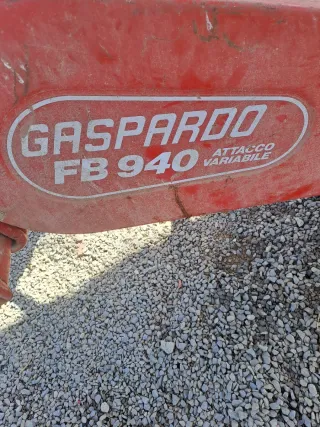 GASPARDO
FB 940 ATTACCO
VARIABILE